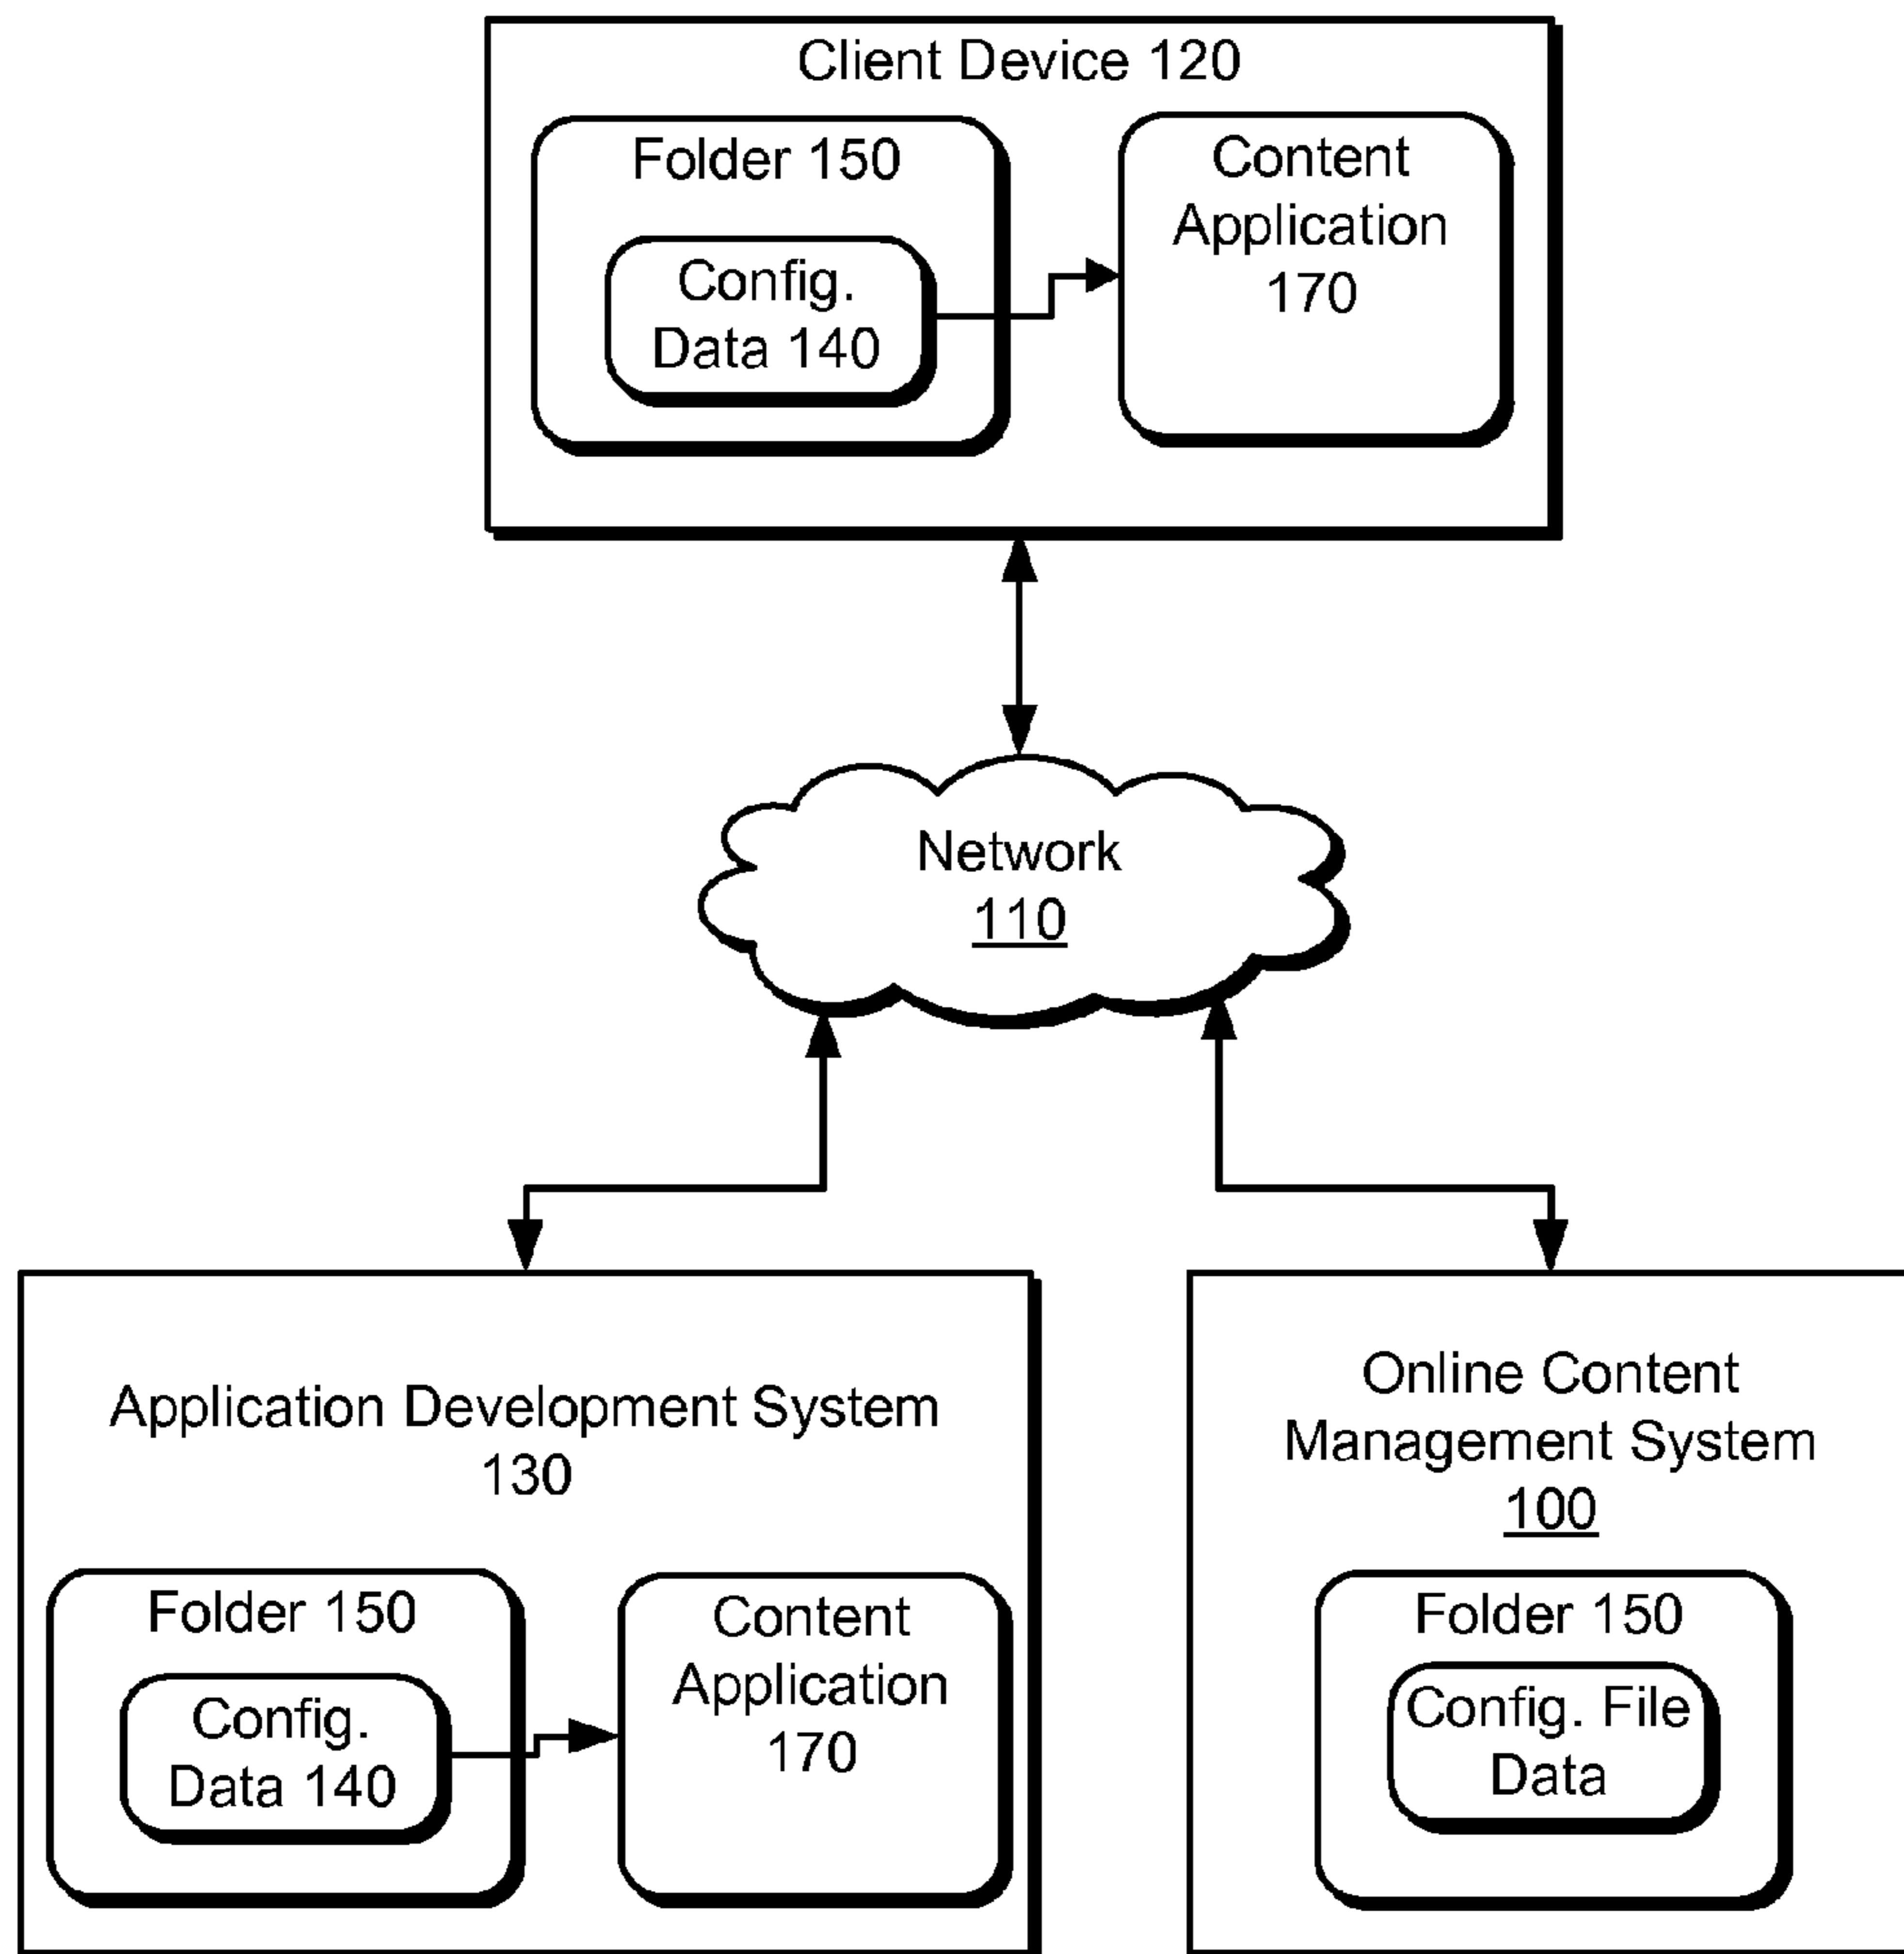 Client Device 120
Folder 150
Config.
Data 140
Content
Application
170
Network
110
Application Development System
130
Folder 150
Config.
Data 140
Content
Application
170
Online Content
Management System
100
Folder 150
Config. File
Data